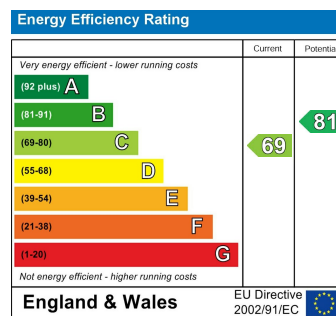 Energy Efficiency Rating
Current
Potential
Very energy efficient - lower running costs
(92 plus) A
(81-91) B
81
(69-80) C
69
(55-68) D
(39-54) E
(21-38) F
(1-20) G
Not energy efficient - higher running costs
England & Wales
EU Directive
2002/91/EC